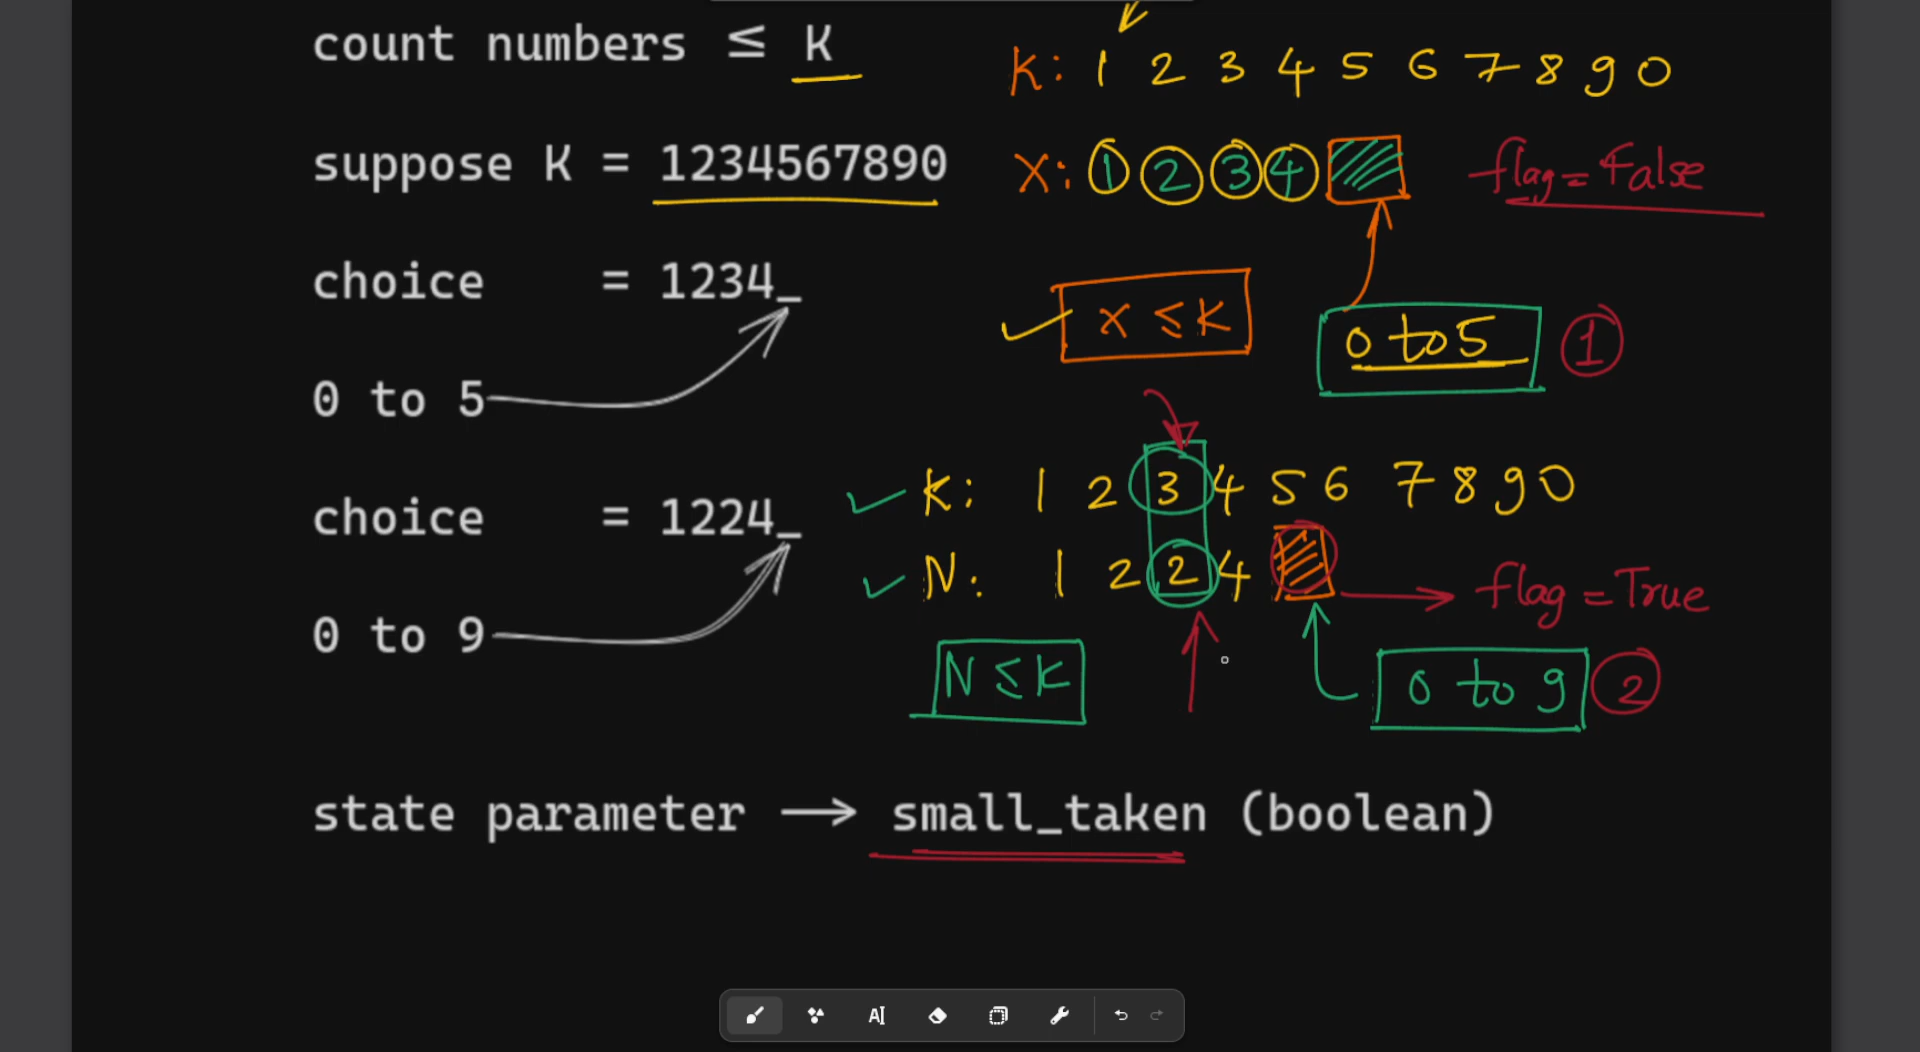 count numbers ≤ K
K: 1 2 3 4 5 6 7 8 9 0
suppose K = 1234567890
X: 1 2 3 4
flag = False
choice = 1234_
X ≤ K
0 to 5
1
0 to 5
K: 1 2 3 4 5 6 7 8 9 0
choice = 1224_
N: 1 2 2 4
flag = True
0 to 9
N ≤ K
0 to 9
2
state parameter → small_taken (boolean)
AI